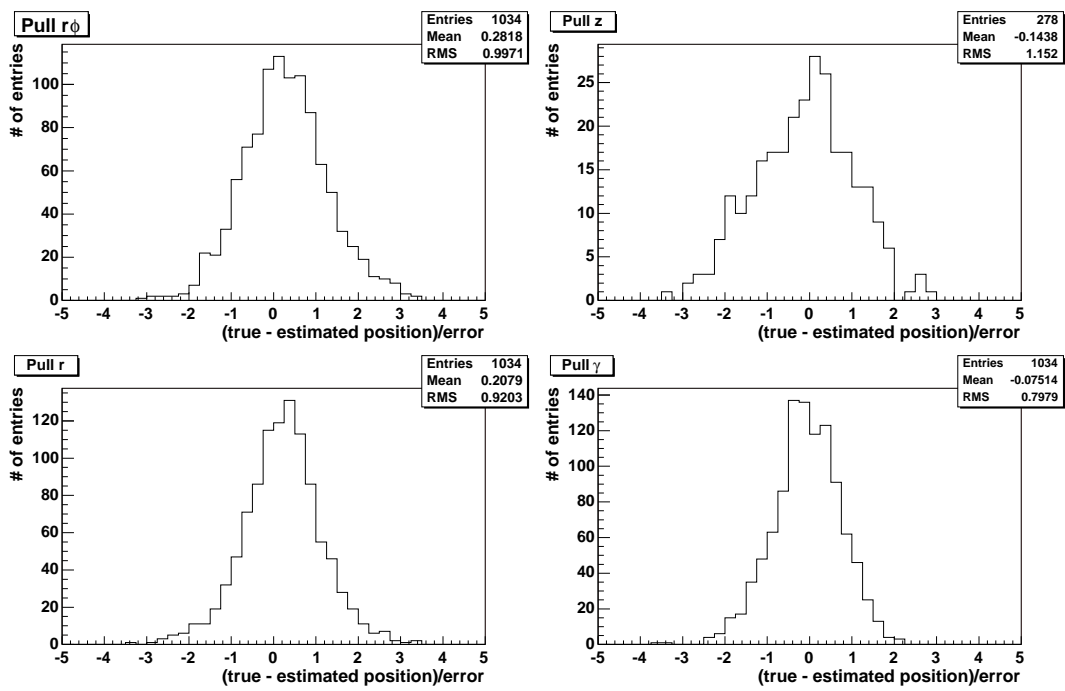 Pull rϕ
Entries 1034
Mean 0.2818
RMS 0.9971
# of entries
100
80
60
40
20
0
-5 -4 -3 -2 -1 0 1 2 3 4 5
(true - estimated position)/error
Pull z
Entries 278
Mean -0.1438
RMS 1.152
# of entries
25
20
15
10
5
0
-5 -4 -3 -2 -1 0 1 2 3 4 5
(true - estimated position)/error
Pull r
Entries 1034
Mean 0.2079
RMS 0.9203
# of entries
120
100
80
60
40
20
0
-5 -4 -3 -2 -1 0 1 2 3 4 5
(true - estimated position)/error
Pull γ
Entries 1034
Mean -0.07514
RMS 0.7979
# of entries
140
120
100
80
60
40
20
0
-5 -4 -3 -2 -1 0 1 2 3 4 5
(true - estimated position)/error